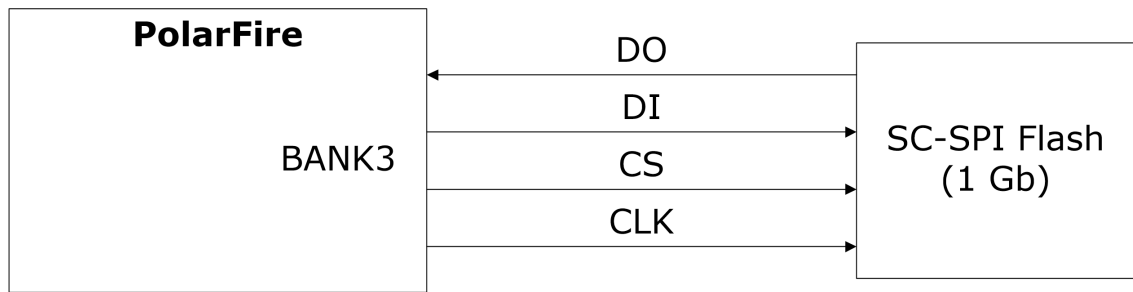 PolarFire
BANK3
DO
DI
CS
CLK
SC-SPI Flash
(1 Gb)